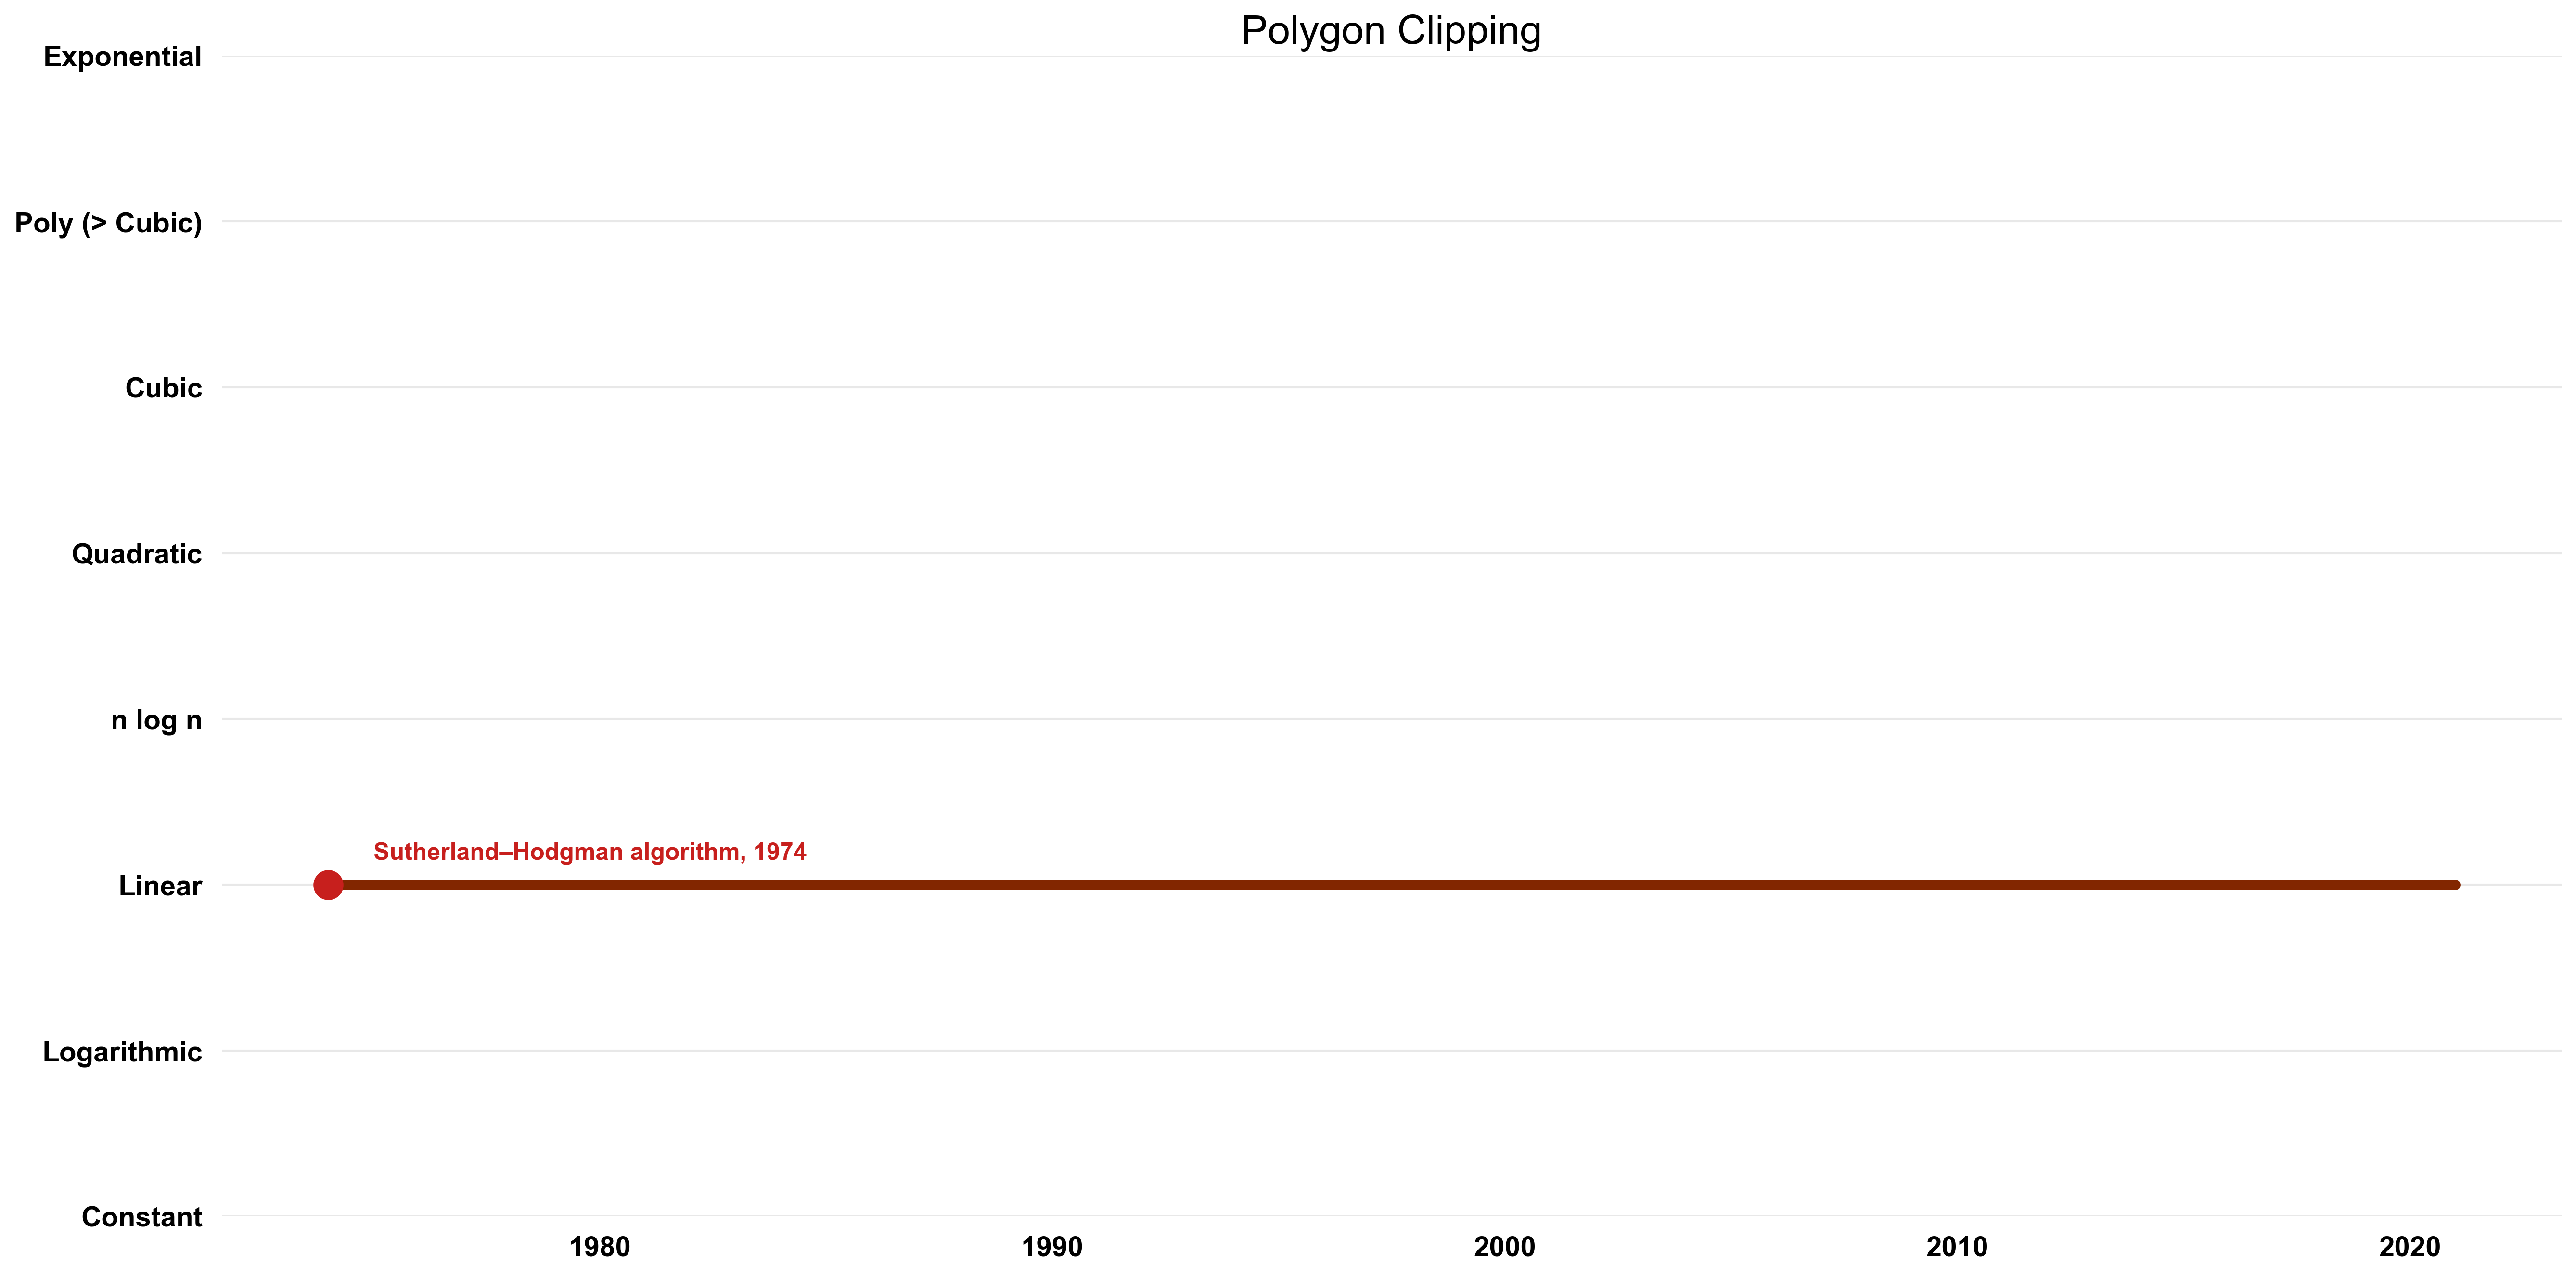 Polygon Clipping
Exponential
Poly (> Cubic)
Cubic
Quadratic
n log n
Sutherland–Hodgman algorithm, 1974
Linear
Logarithmic
Constant
1980 1990 2000 2010 2020